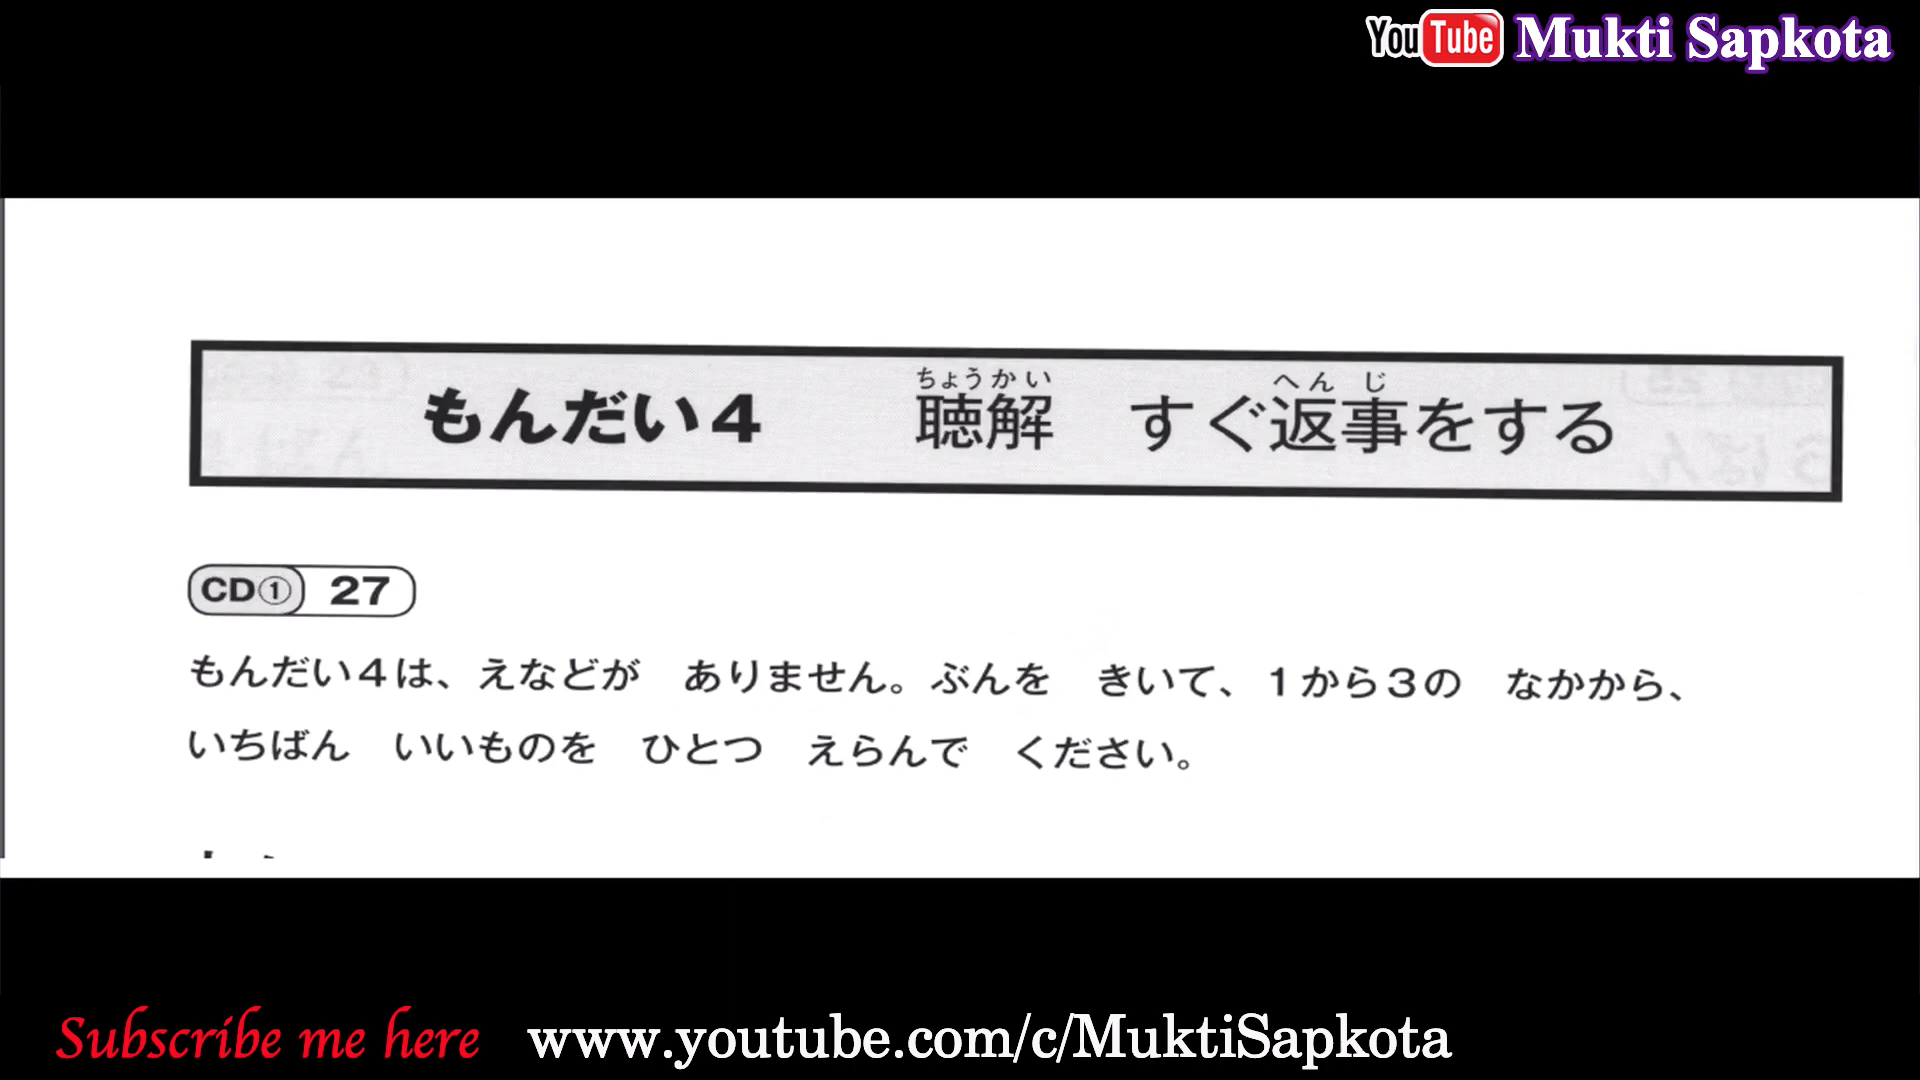 YouTube Mukti Sapkota
もんだい4 聴解 すぐ返事をする
ちょうかい へんじ
CD① 27
もんだい4は、えなどが ありません。ぶんを きいて、1から3の なかから、
いちばん いいものを ひとつ えらんで ください。
Subscribe me here www.youtube.com/c/MuktiSapkota